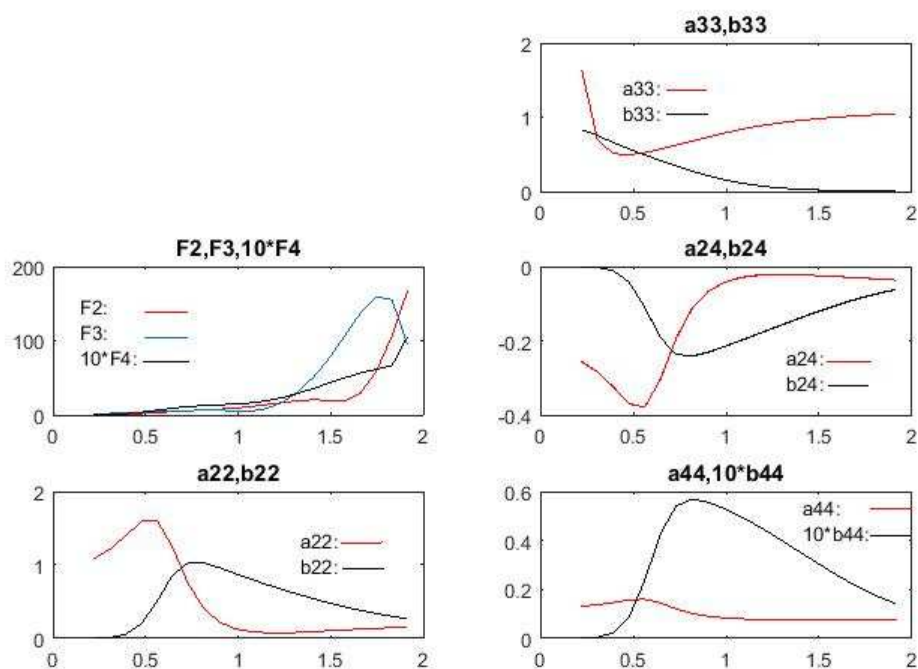 a33,b33
2
a33:
b33:
1
0
0 0.5 1 1.5 2
F2,F3,10*F4
200
F2:
F3:
10*F4:
100
0
0 0.5 1 1.5 2
a24,b24
0
-0.2
a24:
b24:
-0.4
0 0.5 1 1.5 2
a22,b22
2
a22:
b22:
1
0
0 0.5 1 1.5 2
a44,10*b44
0.6
a44:
10*b44:
0.4
0.2
0
0 0.5 1 1.5 2